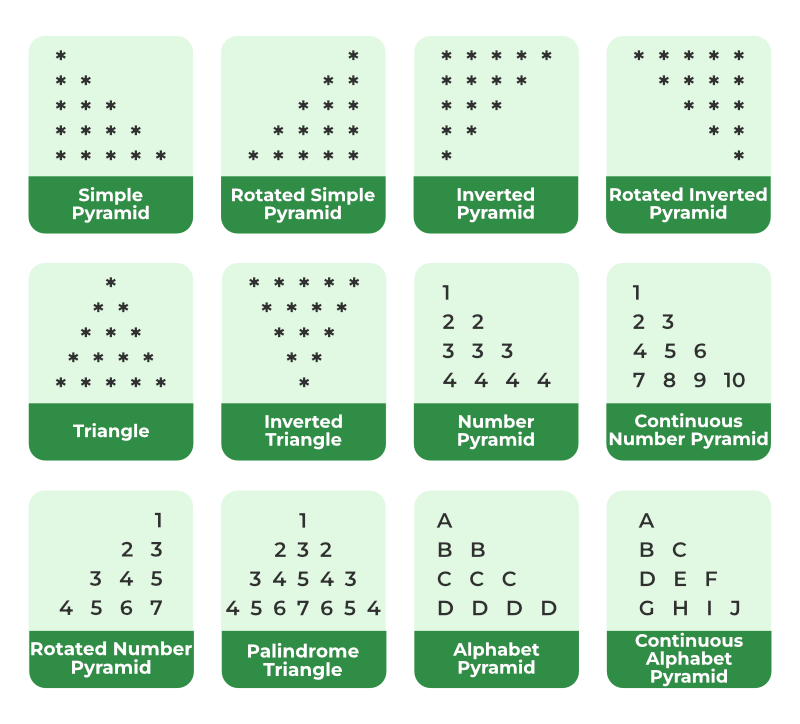 *
* *
* * *
* * * *
* * * * *
Simple
Pyramid
*
* *
* * *
* * * *
* * * * *
Rotated Simple
Pyramid
* * * * *
* * * *
* * *
* *
*
Inverted
Pyramid
* * * * *
* * * *
* * *
* *
*
Rotated Inverted
Pyramid
*
* *
* * *
* * * *
* * * * *
Triangle
* * * * *
* * * *
* * *
* *
*
Inverted
Triangle
1
2 2
3 3 3
4 4 4 4
Number
Pyramid
1
2 3
4 5 6
7 8 9 10
Continuous
Number Pyramid
1
2 3
3 4 5
4 5 6 7
Rotated Number
Pyramid
1
2 3 2
3 4 5 4 3
4 5 6 7 6 5 4
Palindrome
Triangle
A
B B
C C C
D D D D
Alphabet
Pyramid
A
B C
D E F
G H I J
Continuous
Alphabet
Pyramid